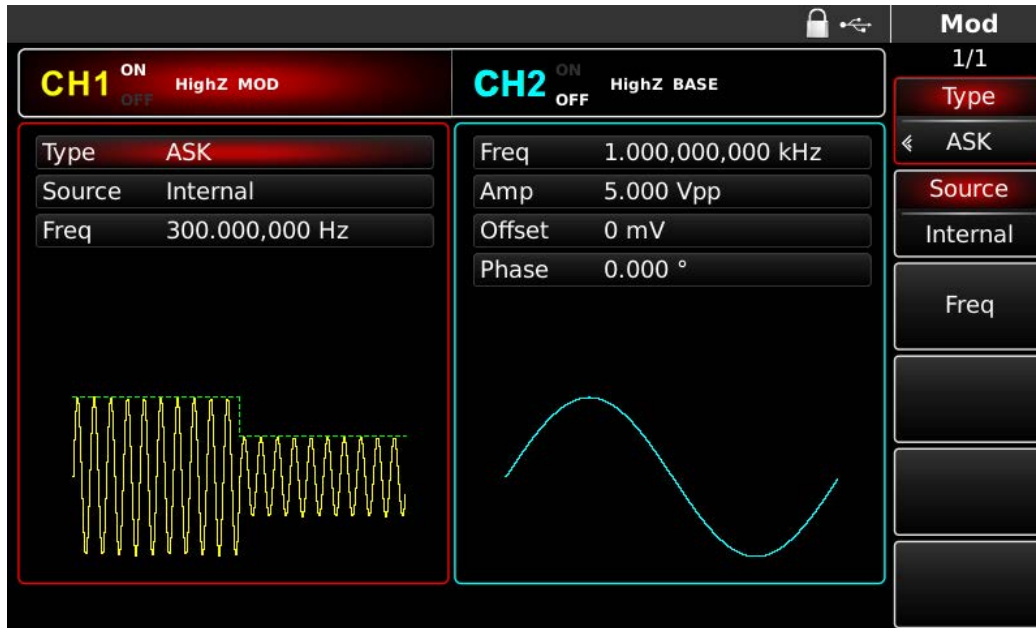 Mod
1/1
CH1 ON OFF HighZ MOD
CH2 ON OFF HighZ BASE
Type ASK
Source Internal
Freq 300.000,000 Hz
Freq 1.000,000,000 kHz
Amp 5.000 Vpp
Offset 0 mV
Phase 0.000 °
Type
ASK
Source
Internal
Freq